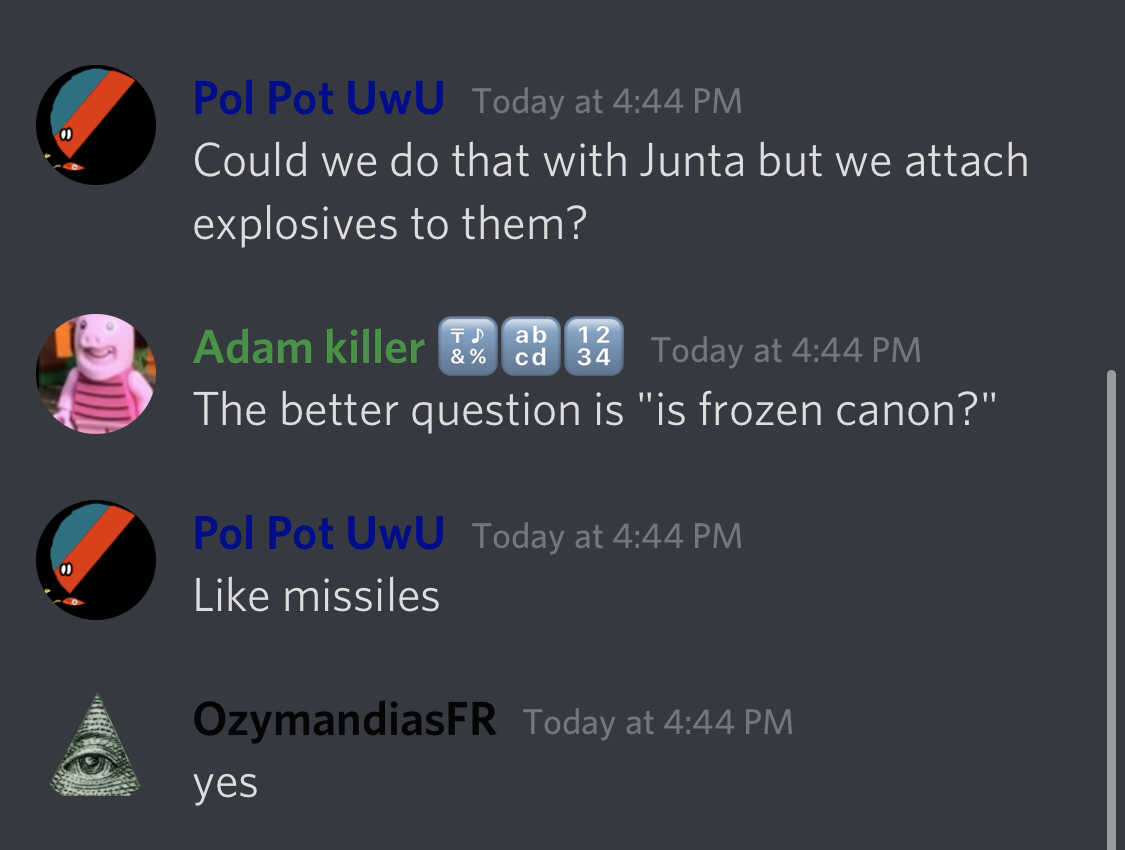 Pol Pot UwU Today at 4:44 PM
Could we do that with Junta but we attach
explosives to them?
Adam killer 🔣🔡🔢 Today at 4:44 PM
The better question is "is frozen canon?"
Pol Pot UwU Today at 4:44 PM
Like missiles
OzymandiasFR Today at 4:44 PM
yes